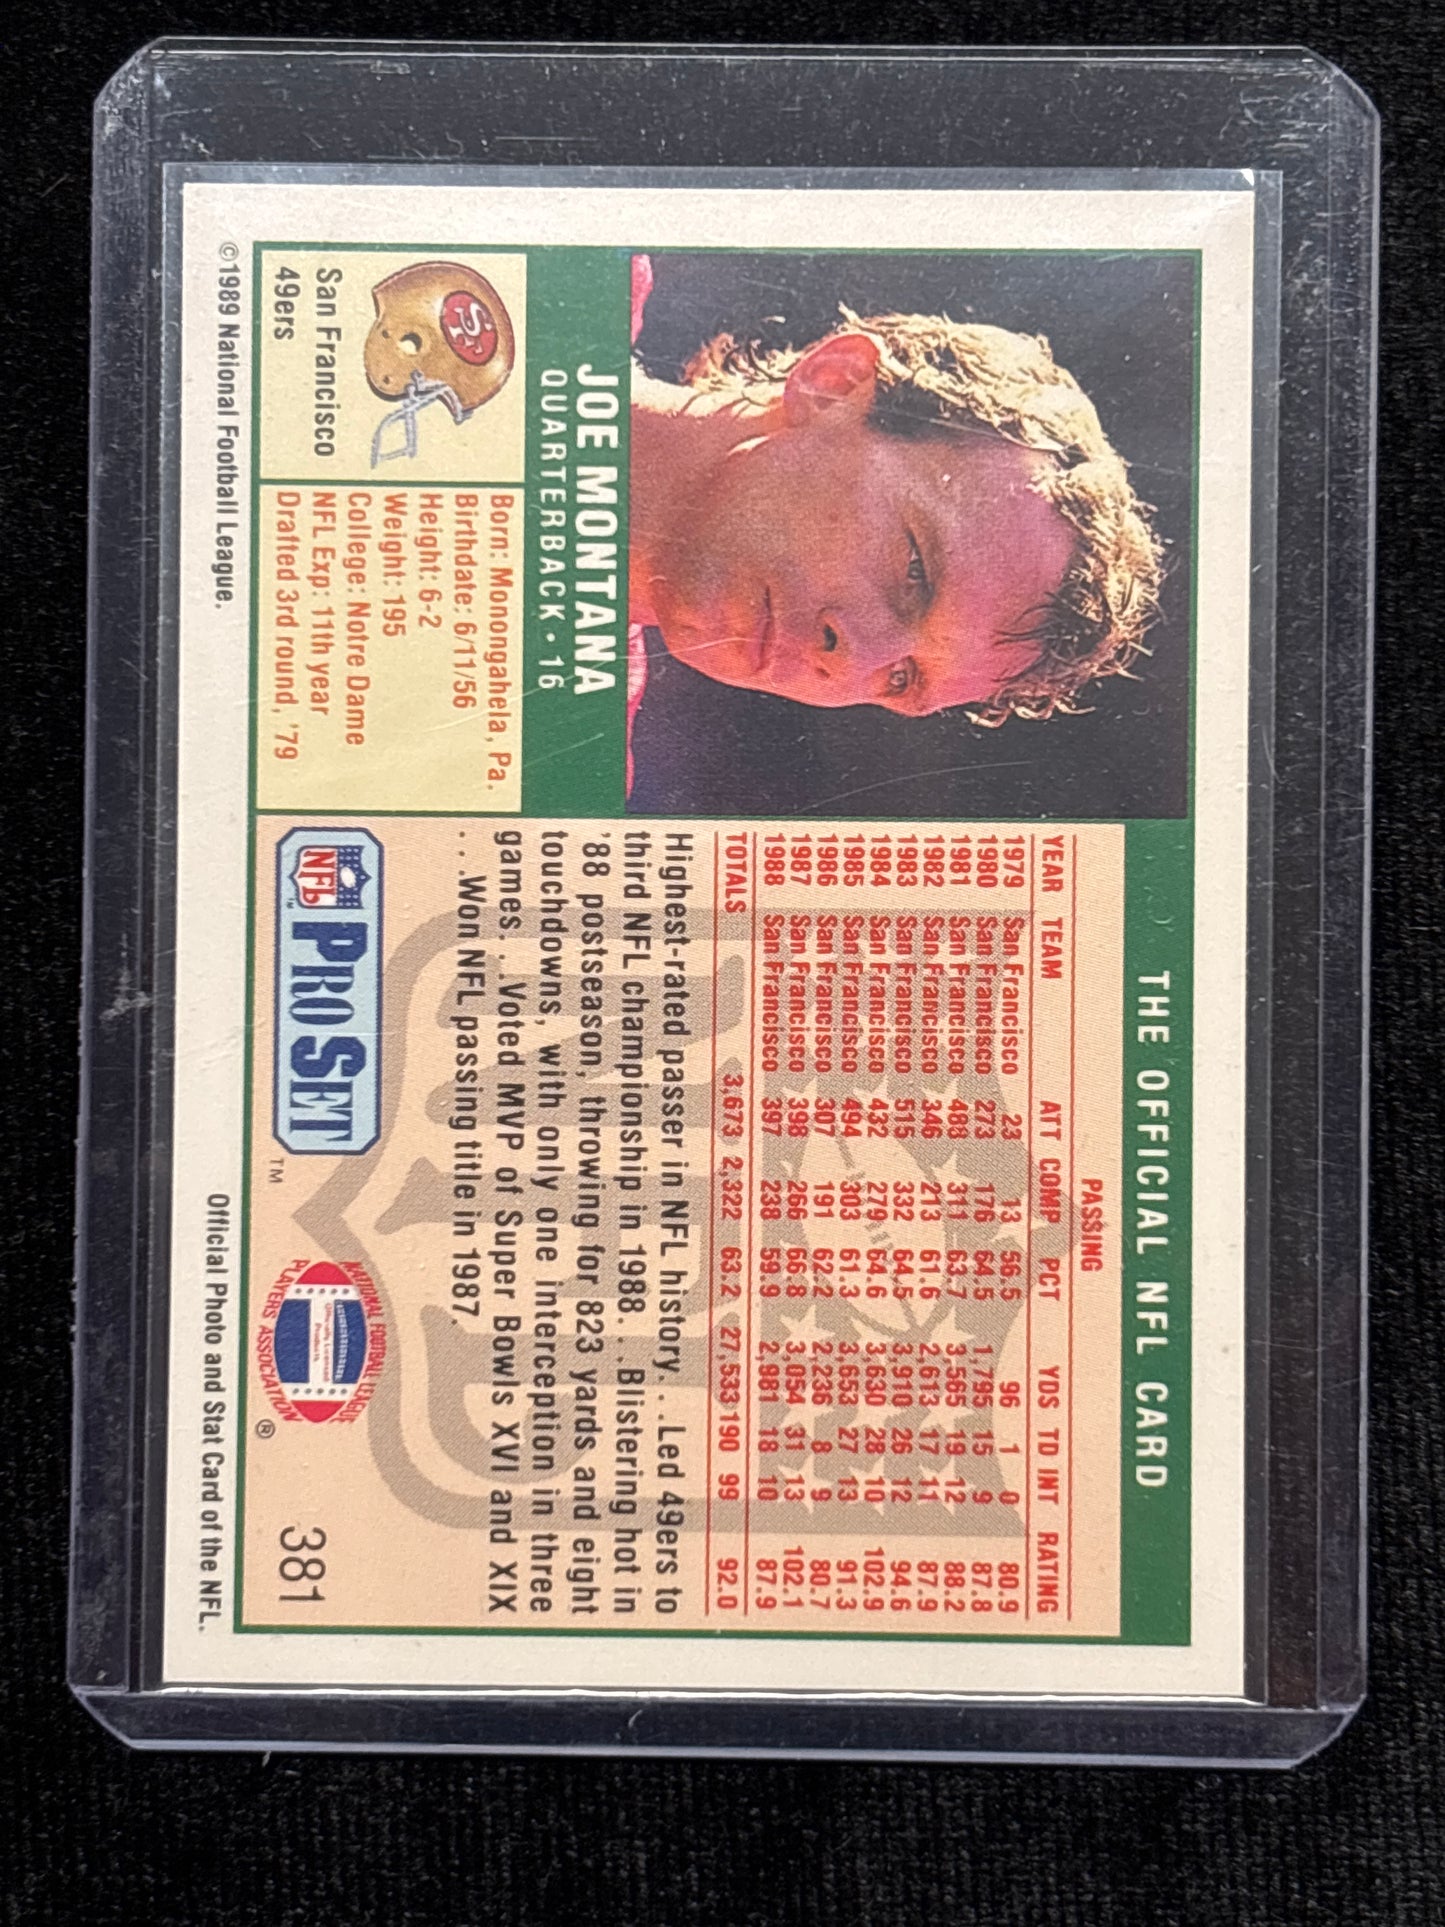 THE OFFICIAL NFL CARD
JOE MONTANA
QUARTERBACK • 16
SF
San Francisco
49ers
Born: Monongahela, Pa.
Birthdate: 6/11/56
Height: 6-2
Weight: 195
College: Notre Dame
NFL Exp: 11th year
Drafted 3rd round, '79
PASSING
YEAR TEAM ATT COMP PCT YDS TD INT RATING
1979 San Francisco 23 13 56.5 96 1 0 80.9
1980 San Francisco 273 176 64.5 1,795 15 9 87.8
1981 San Francisco 488 311 63.7 3,565 19 12 88.2
1982 San Francisco 346 213 61.6 2,613 17 11 87.9
1983 San Francisco 515 332 64.5 3,910 26 12 94.6
1984 San Francisco 432 279 64.6 3,630 28 10 102.9
1985 San Francisco 494 303 61.3 3,653 27 13 91.3
1986 San Francisco 307 191 62.2 2,236 8 9 80.7
1987 San Francisco 398 266 66.8 3,054 31 13 102.1
1988 San Francisco 397 238 59.9 2,981 18 10 87.9
TOTALS 3,673 2,322 63.2 27,533 190 99 92.0
Highest-rated passer in NFL history. . .Led 49ers to
third NFL championship in 1988. . .Blistering hot in
'88 postseason, throwing for 823 yards and eight
touchdowns, with only one interception in three
games. . .Voted MVP of Super Bowls XVI and XIX
. . .Won NFL passing title in 1987.
NFL
NFL PRO SET ™
NATIONAL FOOTBALL LEAGUE
PLAYERS ASSOCIATION ®
Officially Licensed
Product
381
©1989 National Football League.
Official Photo and Stat Card of the NFL.